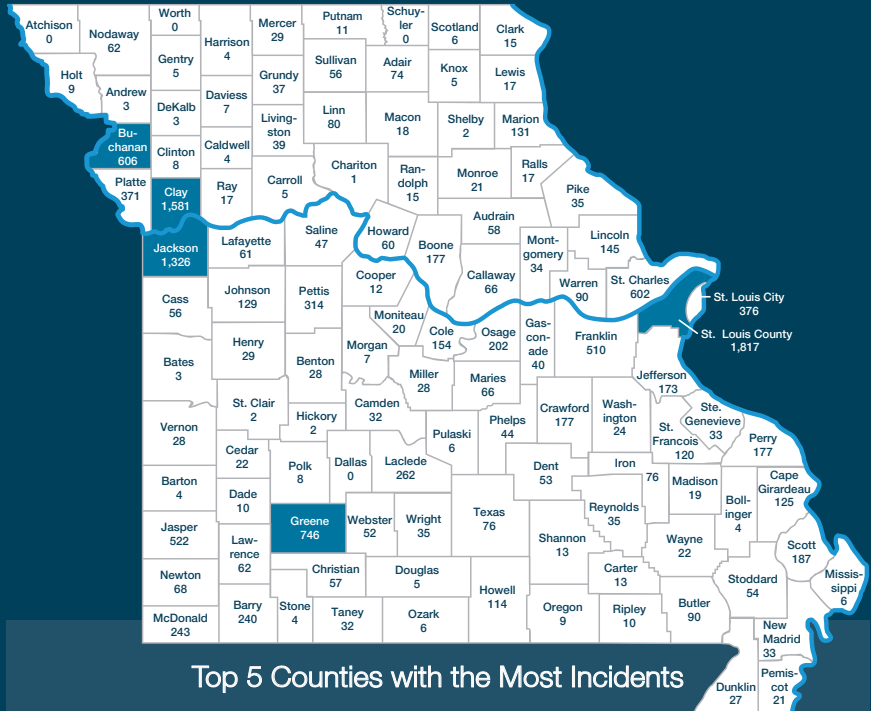 Atchison
0
Nodaway
62
Worth
0
Harrison
4
Mercer
29
Putnam
11
Schuy-
ler
0
Scotland
6
Clark
15
Holt
9
Andrew
3
Gentry
5
DeKalb
3
Daviess
7
Grundy
37
Sullivan
56
Adair
74
Knox
5
Lewis
17
Living-
ston
39
Linn
80
Macon
18
Shelby
2
Marion
131
Bu-
chanan
606
Clinton
8
Caldwell
4
Platte
371
Clay
1,581
Ray
17
Carroll
5
Chariton
1
Ran-
dolph
15
Monroe
21
Ralls
17
Pike
35
Jackson
1,326
Lafayette
61
Saline
47
Howard
60
Boone
177
Audrain
58
Callaway
66
Mont-
gomery
34
Lincoln
145
Warren
90
St. Charles
602
St. Louis City
376
St. Louis County
1,817
Cass
56
Johnson
129
Pettis
314
Cooper
12
Moniteau
20
Cole
154
Osage
202
Gas-
con-
ade
40
Franklin
510
Jefferson
173
Bates
3
Henry
29
Benton
28
Morgan
7
Miller
28
Maries
66
Vernon
28
St. Clair
2
Hickory
2
Camden
32
Pulaski
6
Phelps
44
Crawford
177
Wash-
ington
24
St.
Francois
120
Ste.
Genevieve
33
Perry
177
Cedar
22
Polk
8
Dallas
0
Laclede
262
Dent
53
Iron
76
Madison
19
Boll-
inger
4
Cape
Girardeau
125
Barton
4
Dade
10
Greene
746
Webster
52
Wright
35
Texas
76
Reynolds
35
Shannon
13
Wayne
22
Scott
187
Missis-
sippi
6
Jasper
522
Law-
rence
62
Christian
57
Douglas
5
Howell
114
Carter
13
Stoddard
54
Newton
68
McDonald
243
Barry
240
Stone
4
Taney
32
Ozark
6
Oregon
9
Ripley
10
Butler
90
New
Madrid
33
Dunklin
27
Pemis-
cot
21
Top 5 Counties with the Most Incidents